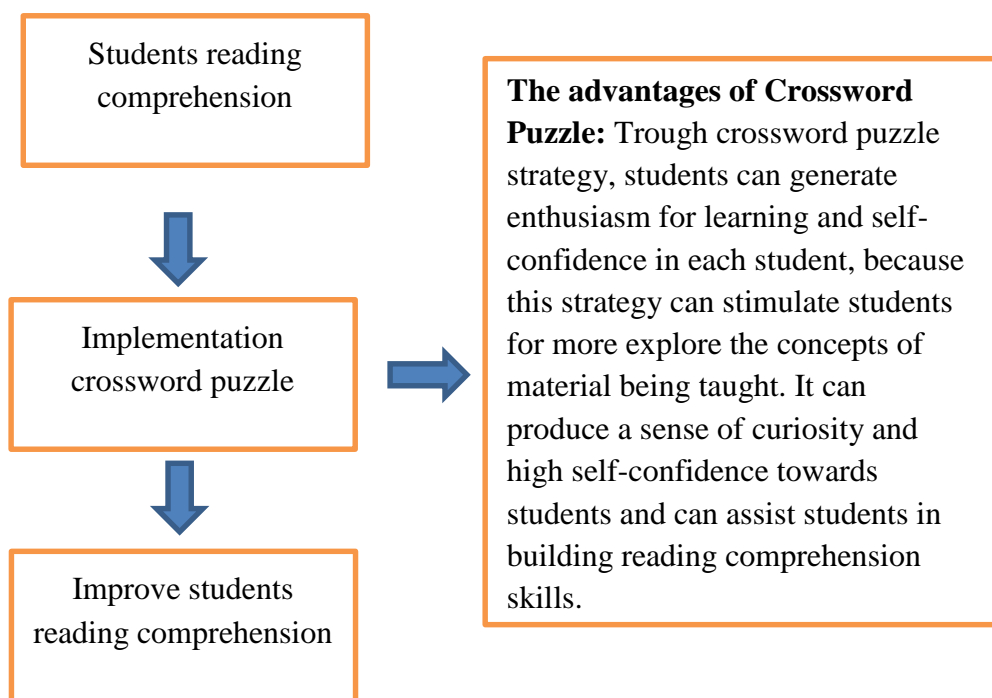 Students reading
comprehension
Implementation
crossword puzzle
Improve students
reading comprehension
The advantages of Crossword
Puzzle: Trough crossword puzzle
strategy, students can generate
enthusiasm for learning and self-
confidence in each student, because
this strategy can stimulate students
for more explore the concepts of
material being taught. It can
produce a sense of curiosity and
high self-confidence towards
students and can assist students in
building reading comprehension
skills.